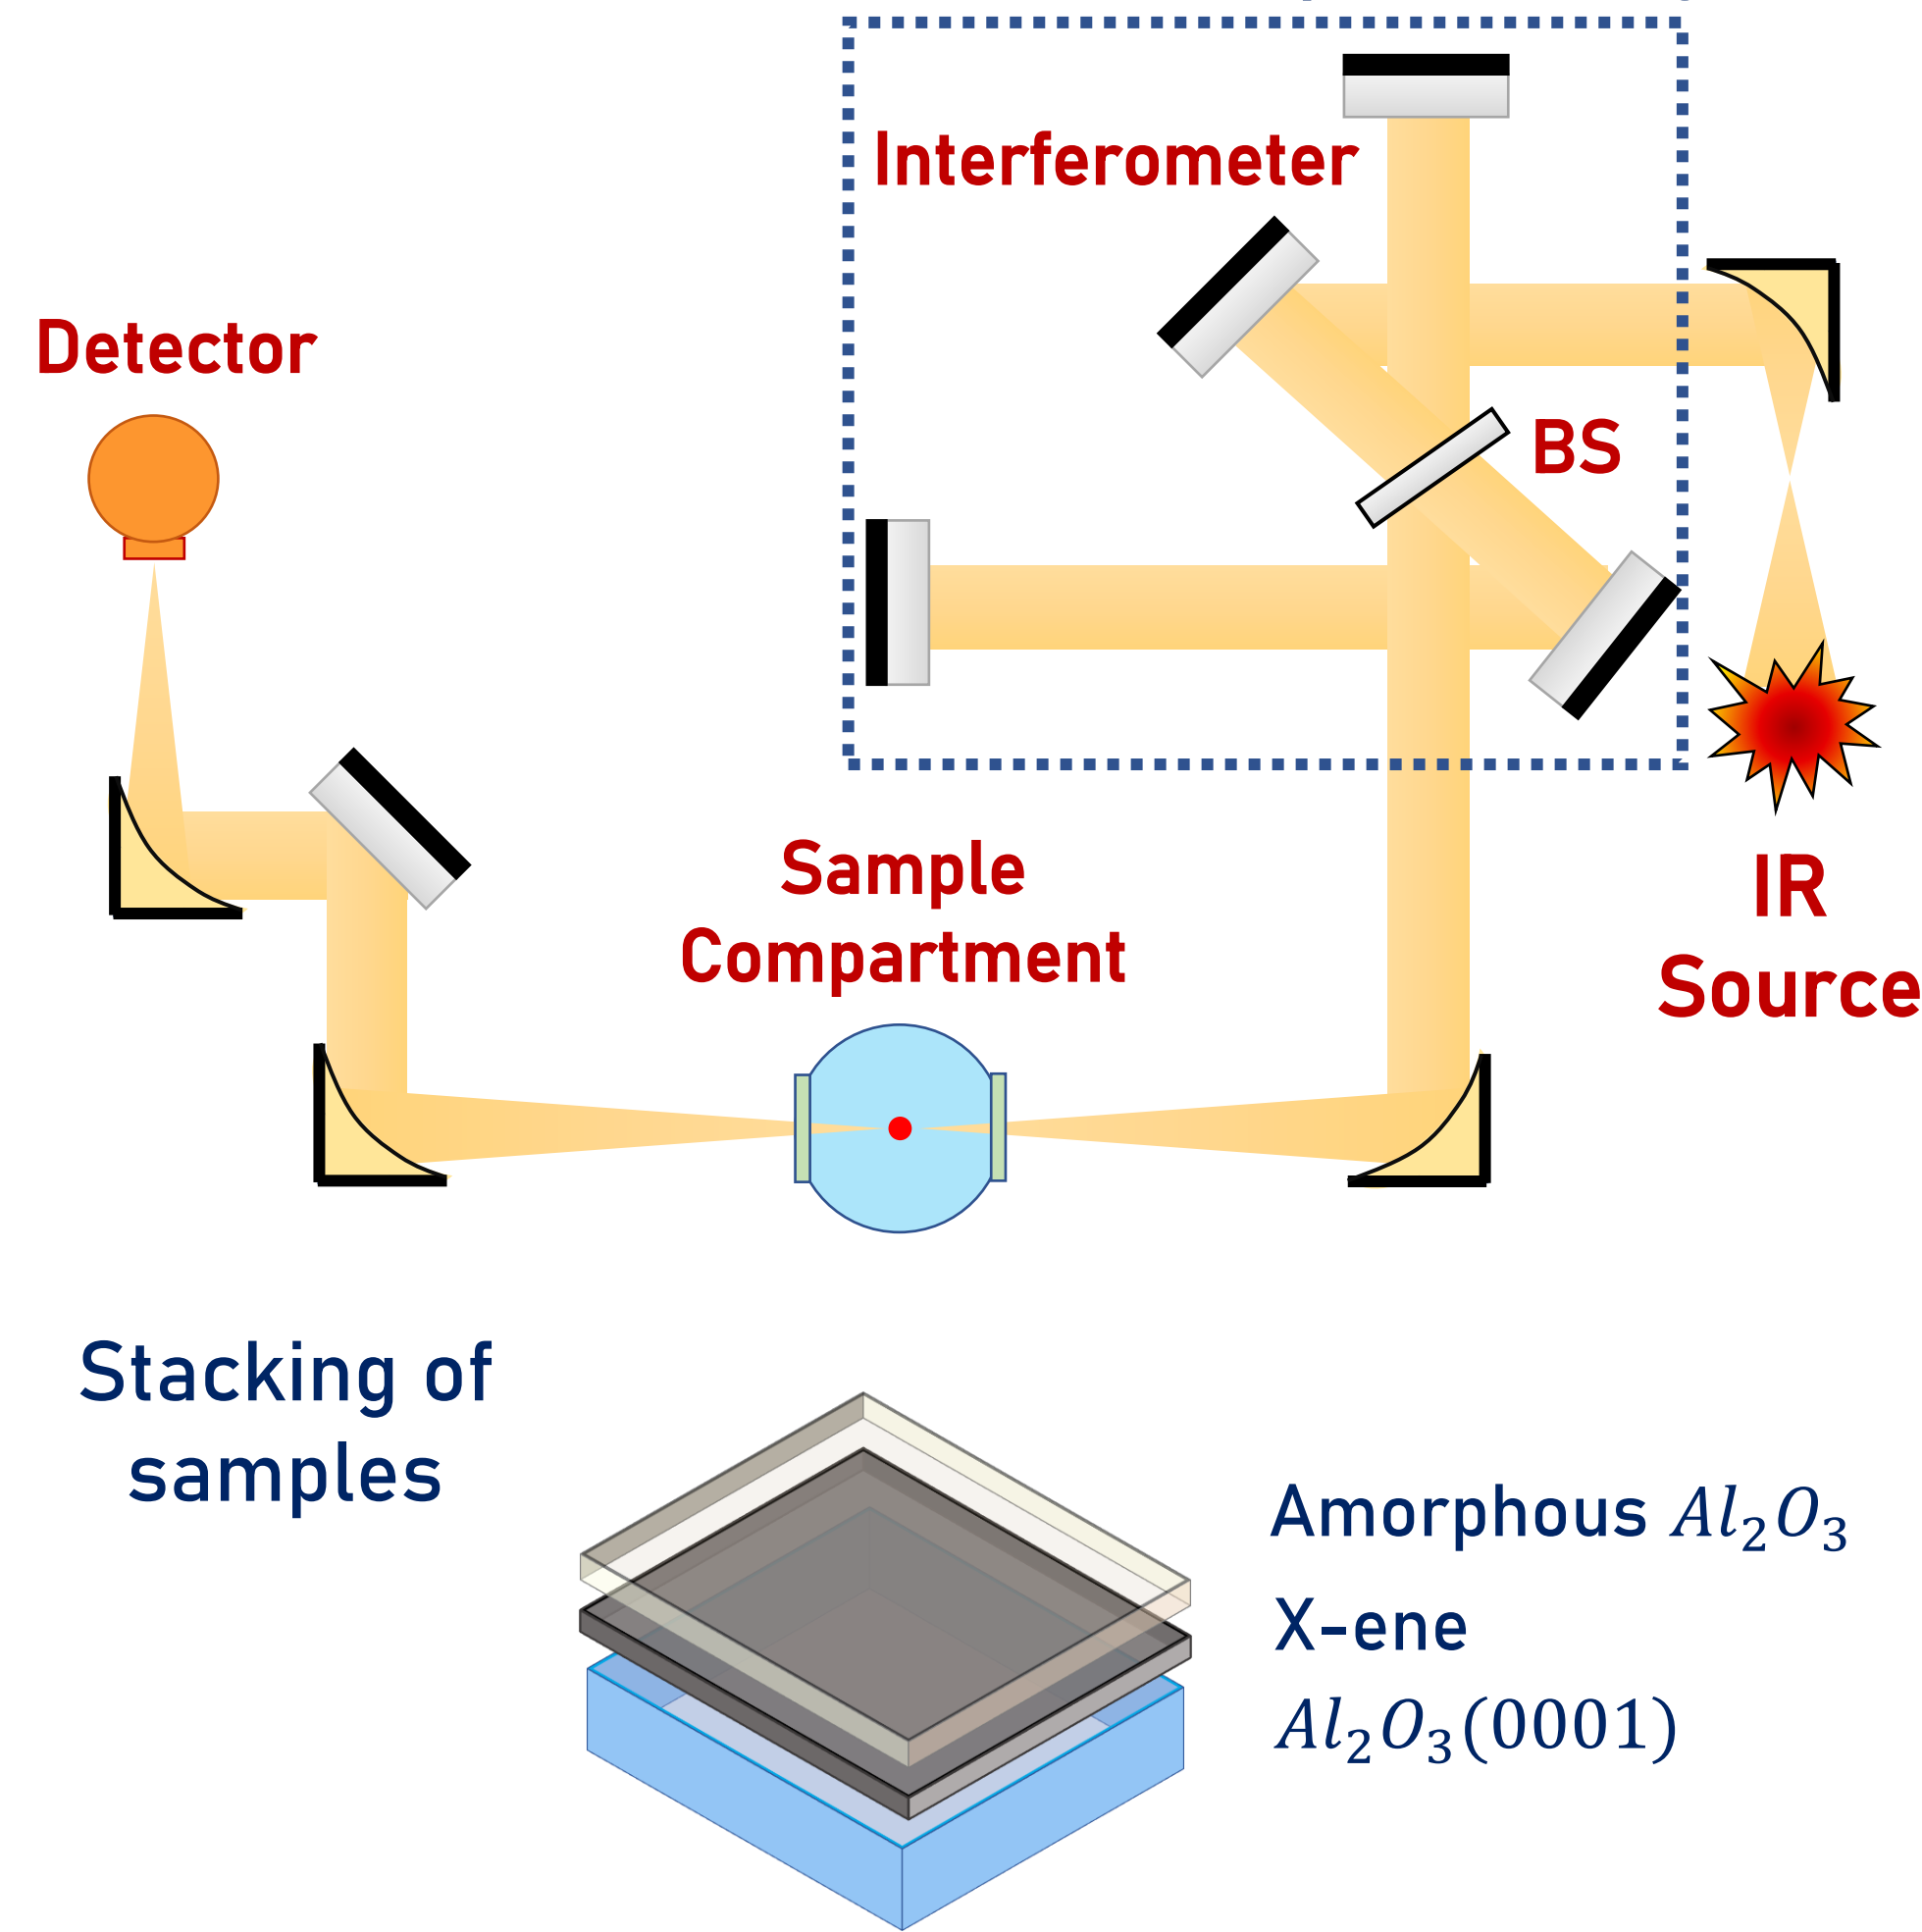 Interferometer
Detector
BS
Sample
Compartment
IR
Source
Stacking of
samples
Amorphous Al₂O₃
X-ene
Al₂O₃(0001)